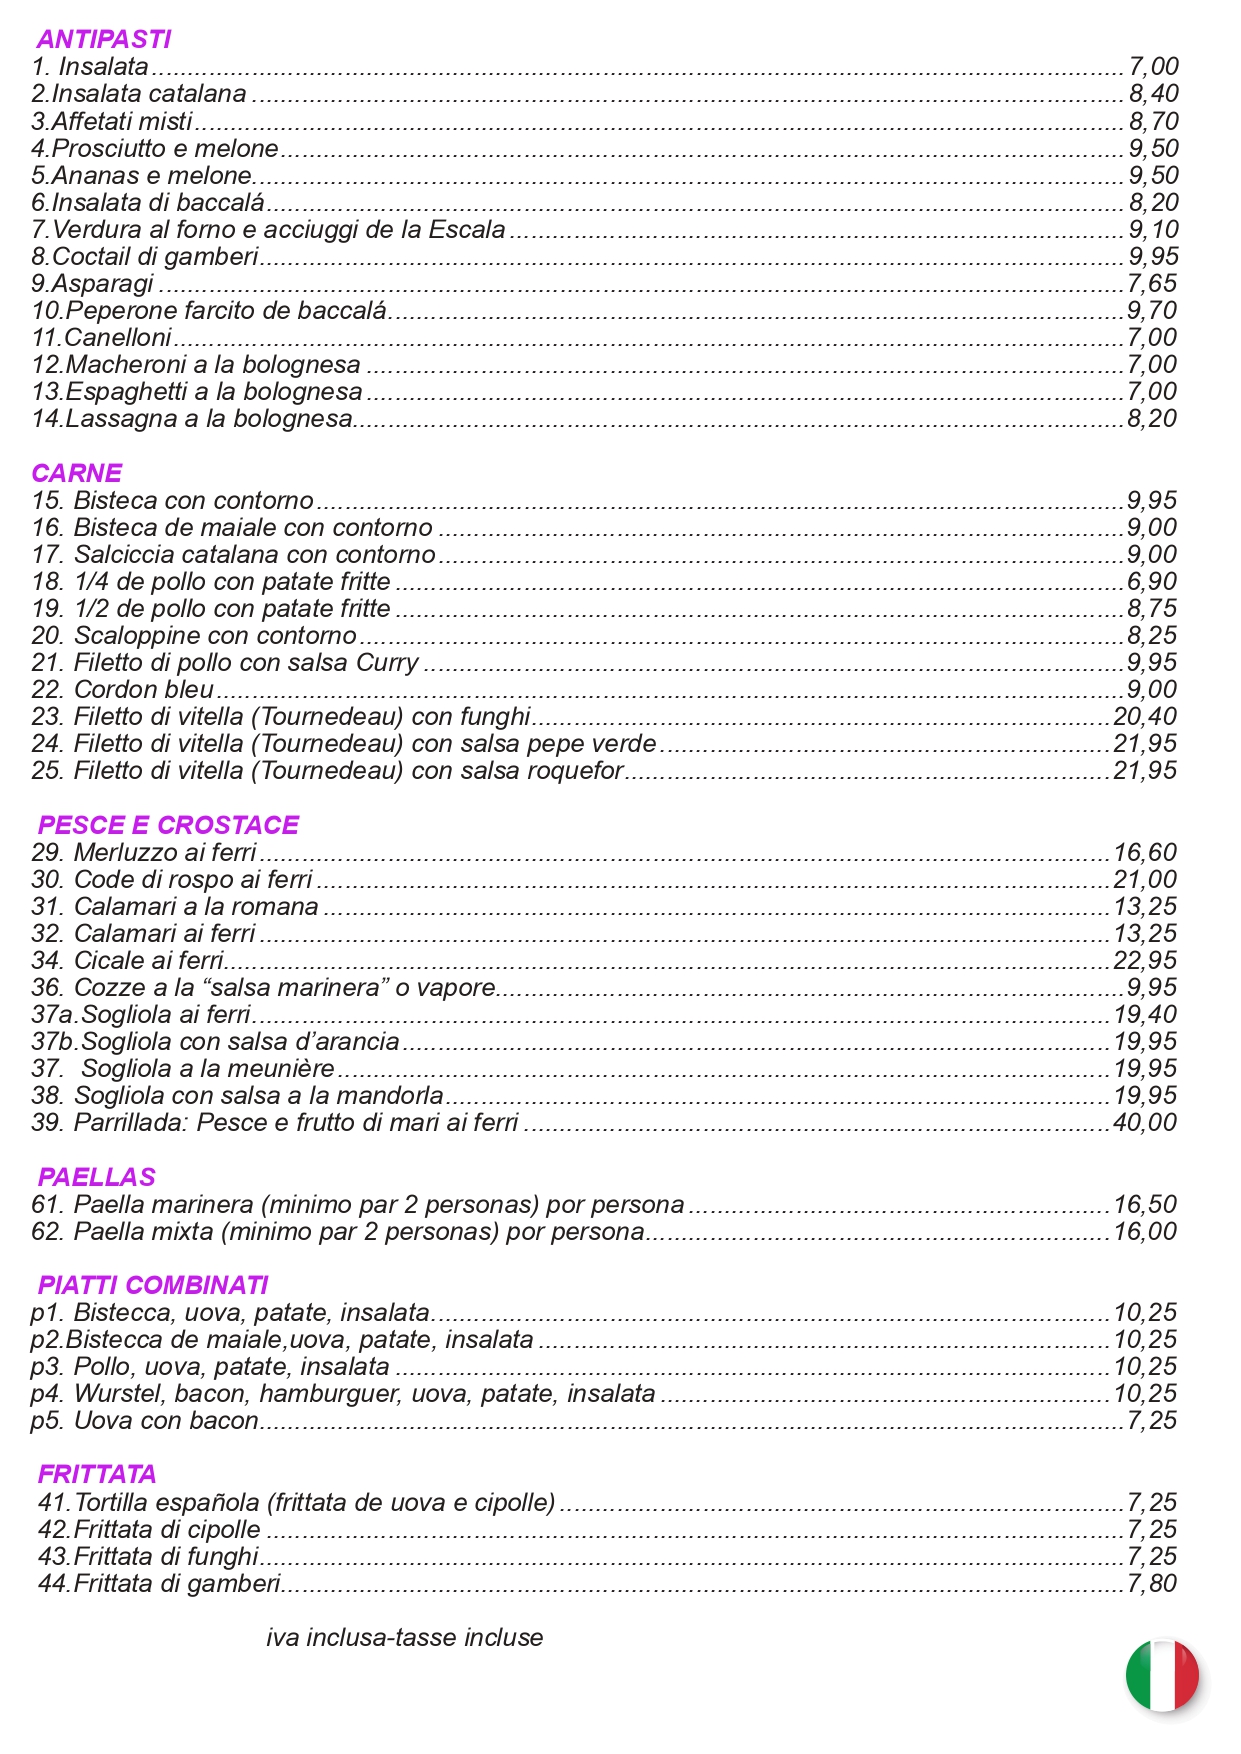 ANTIPASTI
1. Insalata 7,00
2.Insalata catalana 8,40
3.Affetati misti 8,70
4.Prosciutto e melone 9,50
5.Ananas e melone 9,50
6.Insalata di baccalá 8,20
7.Verdura al forno e acciuggi de la Escala 9,10
8.Coctail di gamberi 9,95
9.Asparagi 7,65
10.Peperone farcito de baccalá 9,70
11.Canelloni 7,00
12.Macheroni a la bolognesa 7,00
13.Espaghetti a la bolognesa 7,00
14.Lassagna a la bolognesa 8,20
CARNE
15. Bisteca con contorno 9,95
16. Bisteca de maiale con contorno 9,00
17. Salciccia catalana con contorno 9,00
18. 1/4 de pollo con patate fritte 6,90
19. 1/2 de pollo con patate fritte 8,75
20. Scaloppine con contorno 8,25
21. Filetto di pollo con salsa Curry 9,95
22. Cordon bleu 9,00
23. Filetto di vitella (Tournedeau) con funghi 20,40
24. Filetto di vitella (Tournedeau) con salsa pepe verde 21,95
25. Filetto di vitella (Tournedeau) con salsa roquefor 21,95
PESCE E CROSTACE
29. Merluzzo ai ferri 16,60
30. Code di rospo ai ferri 21,00
31. Calamari a la romana 13,25
32. Calamari ai ferri 13,25
34. Cicale ai ferri 22,95
36. Cozze a la “salsa marinera” o vapore 9,95
37a.Sogliola ai ferri 19,40
37b.Sogliola con salsa d’arancia 19,95
37. Sogliola a la meunière 19,95
38. Sogliola con salsa a la mandorla 19,95
39. Parrillada: Pesce e frutto di mari ai ferri 40,00
PAELLAS
61. Paella marinera (minimo par 2 personas) por persona 16,50
62. Paella mixta (minimo par 2 personas) por persona 16,00
PIATTI COMBINATI
p1. Bistecca, uova, patate, insalata 10,25
p2.Bistecca de maiale,uova, patate, insalata 10,25
p3. Pollo, uova, patate, insalata 10,25
p4. Wurstel, bacon, hamburguer, uova, patate, insalata 10,25
p5. Uova con bacon 7,25
FRITTATA
41.Tortilla española (frittata de uova e cipolle) 7,25
42.Frittata di cipolle 7,25
43.Frittata di funghi 7,25
44.Frittata di gamberi 7,80
iva inclusa-tasse incluse